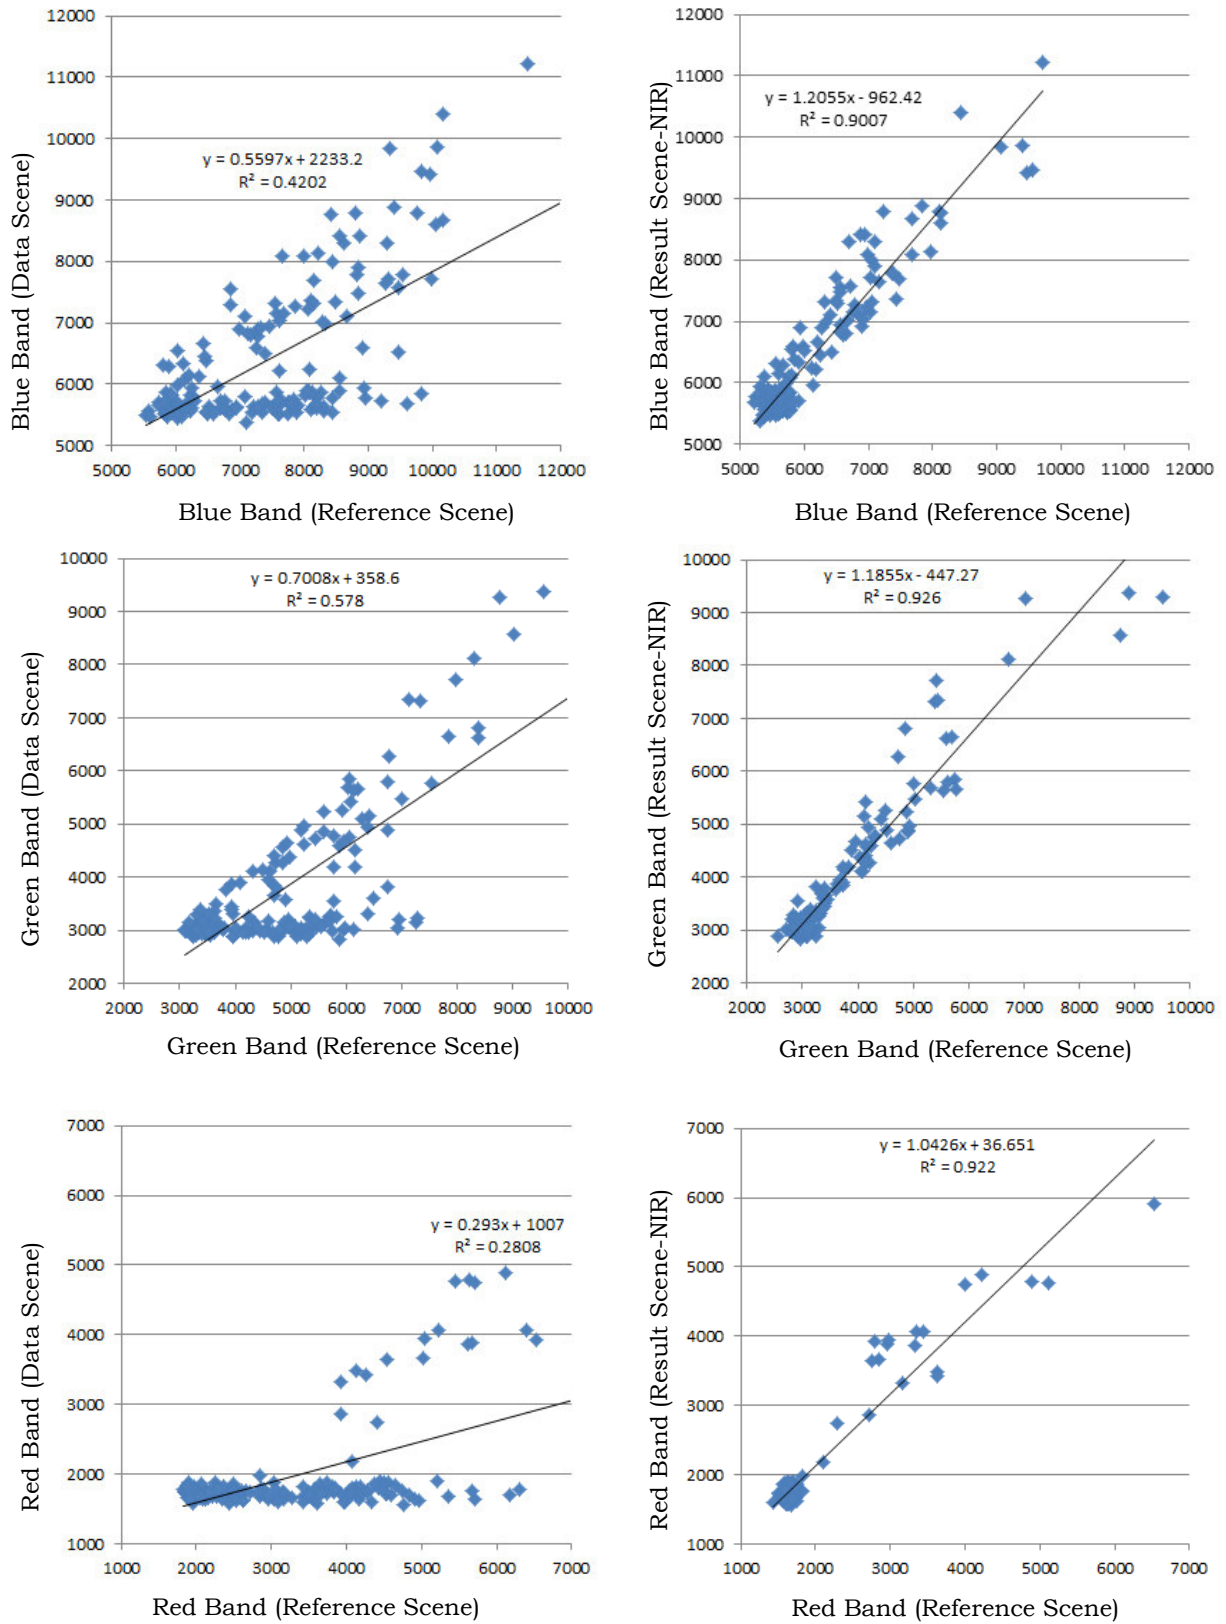 12000
11000
10000
9000
8000
7000
6000
5000
y = 0.5597x + 2233.2
R² = 0.4202
5000 6000 7000 8000 9000 10000 11000 12000
Blue Band (Data Scene)
Blue Band (Reference Scene)
12000
11000
10000
9000
8000
7000
6000
5000
y = 1.2055x - 962.42
R² = 0.9007
5000 6000 7000 8000 9000 10000 11000 12000
Blue Band (Result Scene-NIR)
Blue Band (Reference Scene)
10000
9000
8000
7000
6000
5000
4000
3000
2000
y = 0.7008x + 358.6
R² = 0.578
2000 3000 4000 5000 6000 7000 8000 9000 10000
Green Band (Data Scene)
Green Band (Reference Scene)
10000
9000
8000
7000
6000
5000
4000
3000
2000
y = 1.1855x - 447.27
R² = 0.926
2000 3000 4000 5000 6000 7000 8000 9000 10000
Green Band (Result Scene-NIR)
Green Band (Reference Scene)
7000
6000
5000
4000
3000
2000
1000
y = 0.293x + 1007
R² = 0.2808
1000 2000 3000 4000 5000 6000 7000
Red Band (Data Scene)
Red Band (Reference Scene)
7000
6000
5000
4000
3000
2000
1000
y = 1.0426x + 36.651
R² = 0.922
1000 2000 3000 4000 5000 6000 7000
Red Band (Result Scene-NIR)
Red Band (Reference Scene)